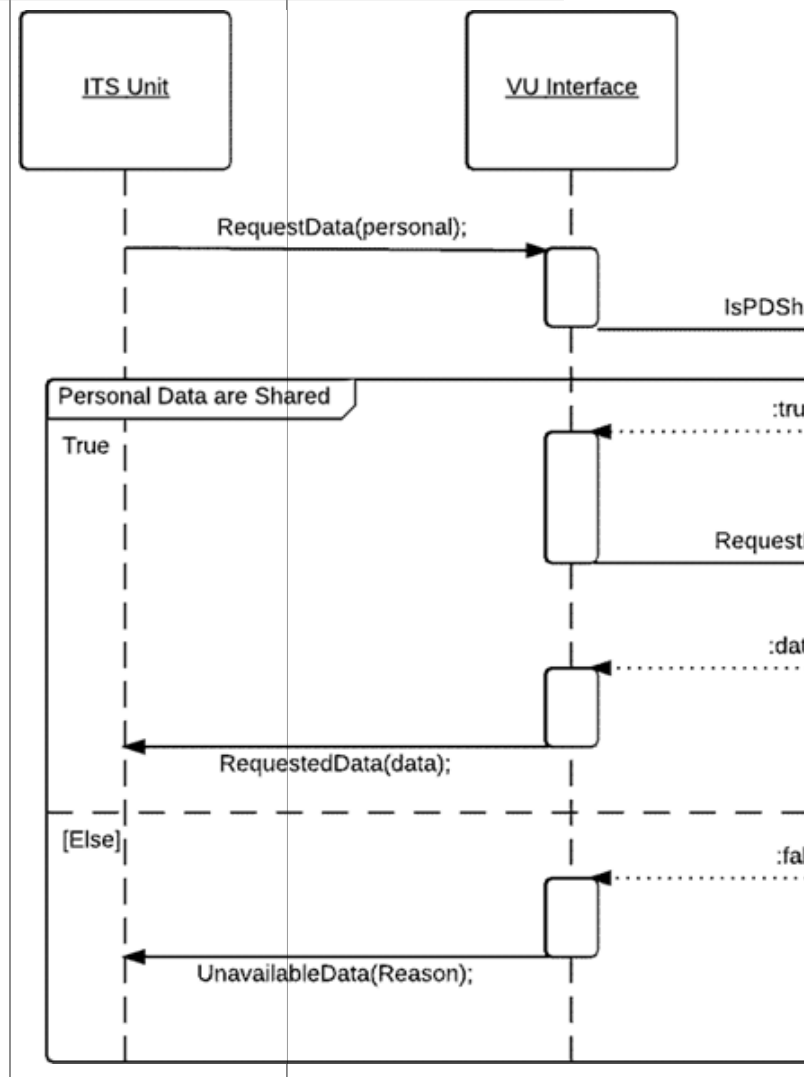 ITS Unit
VU Interface
RequestData(personal);
IsPDSh
Personal Data are Shared
:tru
True
Request
:dat
RequestedData(data);
[Else]
:fal
UnavailableData(Reason);